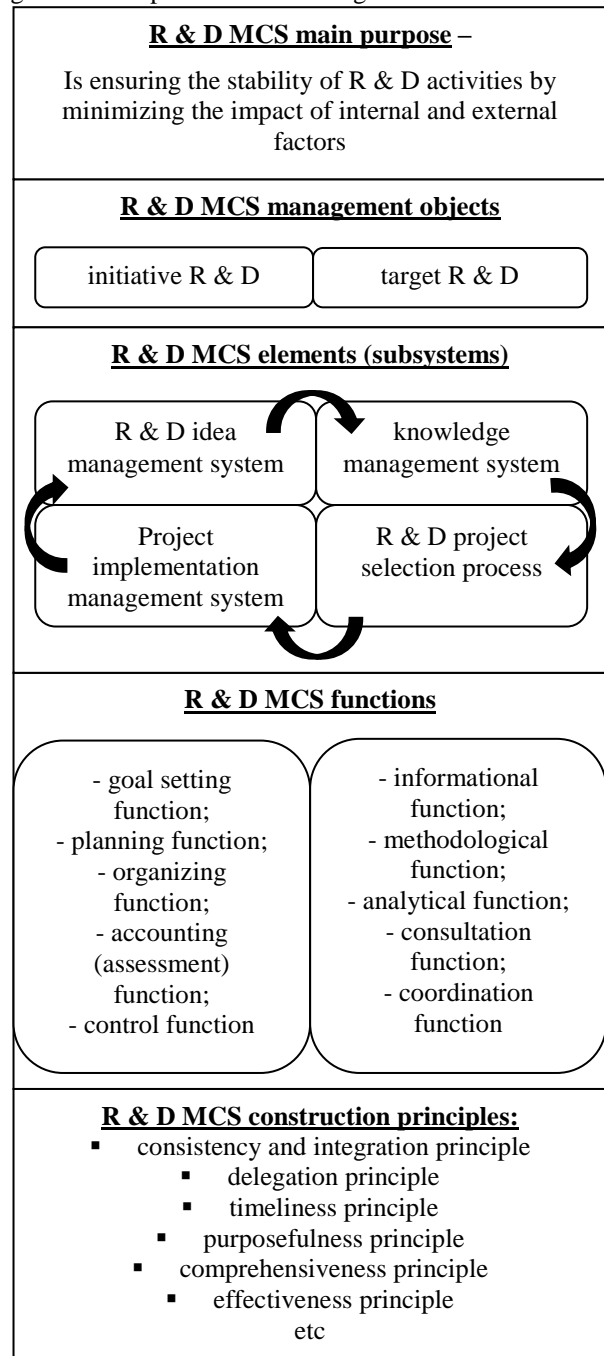 R & D MCS main purpose –
Is ensuring the stability of R & D activities by
minimizing the impact of internal and external
factors
R & D MCS management objects
initiative R & D
target R & D
R & D MCS elements (subsystems)
R & D idea
management system
knowledge
management system
Project
implementation
management system
R & D project
selection process
R & D MCS functions
- goal setting
function;
- planning function;
- organizing
function;
- accounting
(assessment)
function;
- control function
- informational
function;
- methodological
function;
- analytical function;
- consultation
function;
- coordination
function
R & D MCS construction principles:
▪ consistency and integration principle
▪ delegation principle
▪ timeliness principle
▪ purposefulness principle
▪ comprehensiveness principle
▪ effectiveness principle
etc